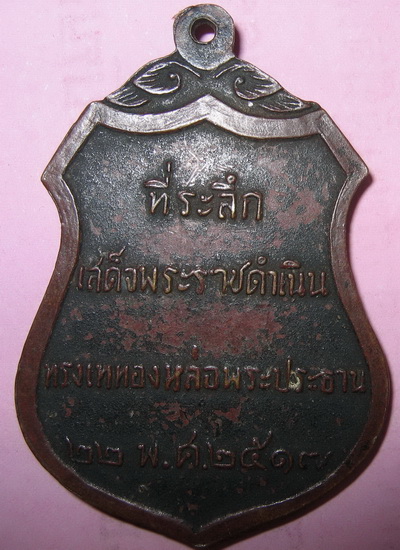 ที่ระลึก
เสด็จพระราชดำเนิน
ทรงเททองหล่อพระประธาน
๒๒ พ.ศ.๒๕๑๗